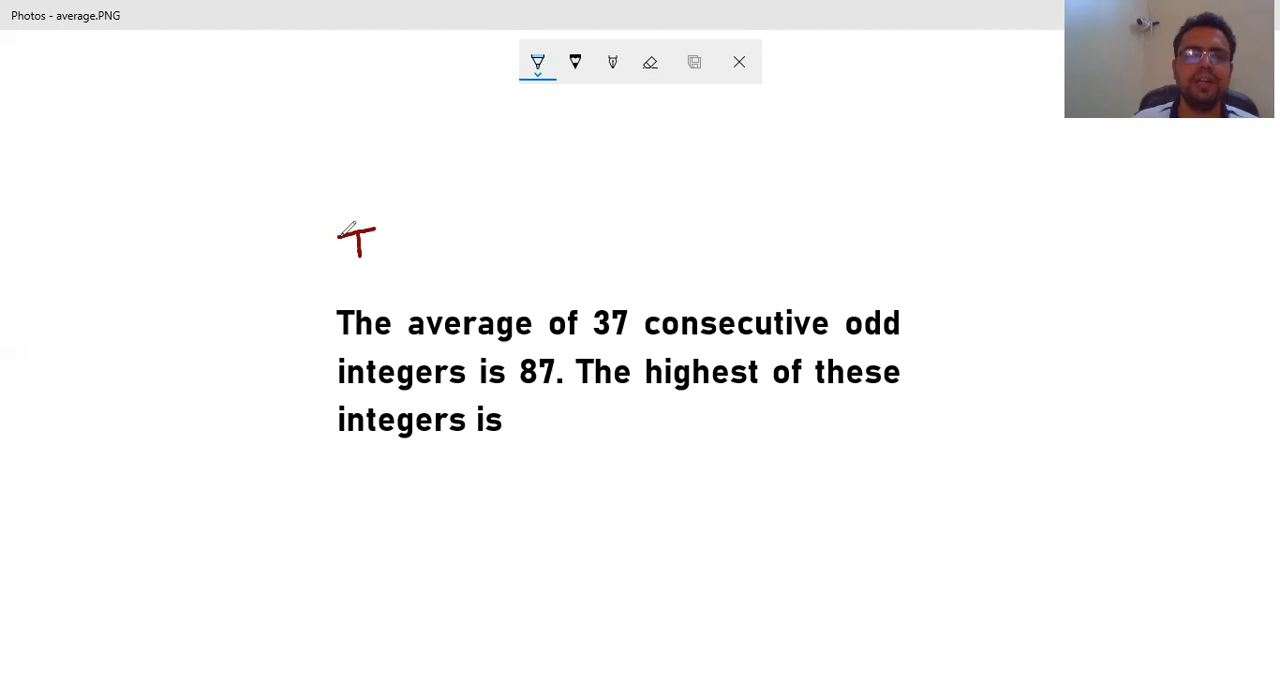 Photos - average.PNG
T
The average of 37 consecutive odd
integers is 87. The highest of these
integers is